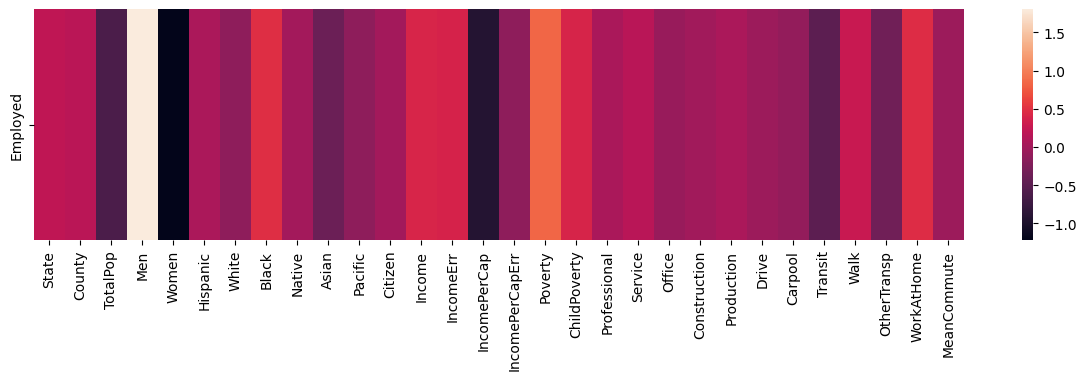 Employed
State
County
TotalPop
Men
Women
Hispanic
White
Black
Native
Asian
Pacific
Citizen
Income
IncomeErr
IncomePerCap
IncomePerCapErr
Poverty
ChildPoverty
Professional
Service
Office
Construction
Production
Drive
Carpool
Transit
Walk
OtherTransp
WorkAtHome
MeanCommute
1.5
1.0
0.5
0.0
−0.5
−1.0